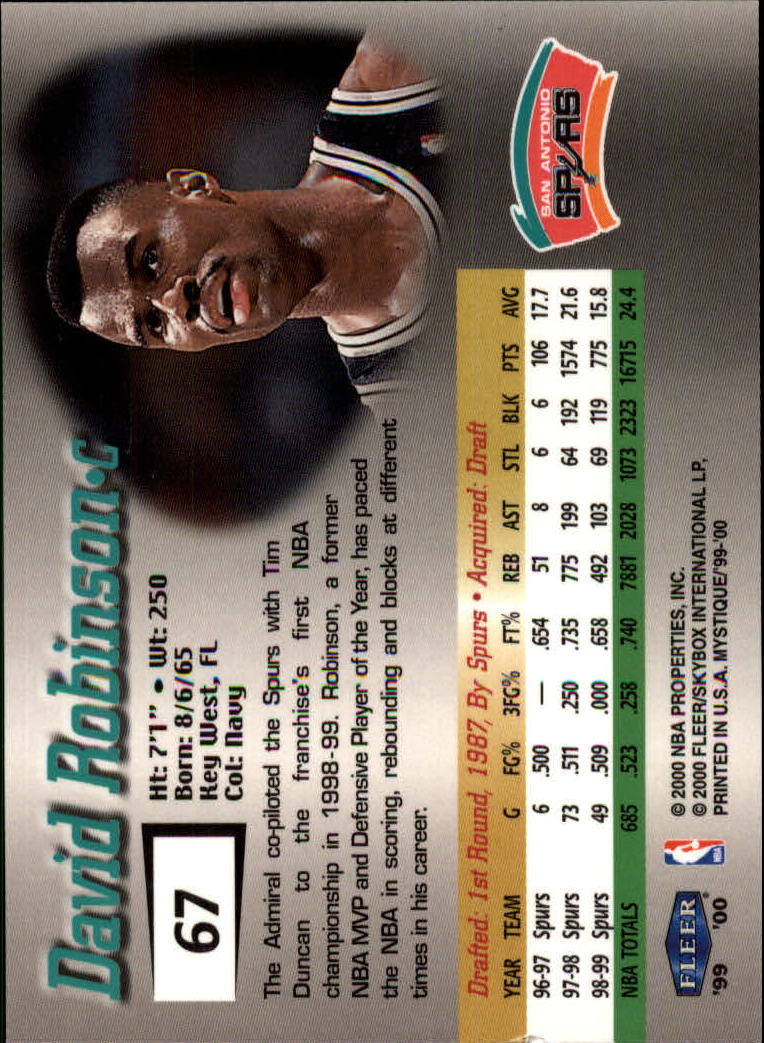 David Robinson•C
67
Ht: 7'1" • Wt: 250
Born: 8/6/65
Key West, FL
Col: Navy
The Admiral co-piloted the Spurs with Tim
Duncan to the franchise's first NBA
championship in 1998-99. Robinson, a former
NBA MVP and Defensive Player of the Year, has paced
the NBA in scoring, rebounding and blocks at different
times in his career.
SAN ANTONIO
SPURS
Drafted: 1st Round, 1987, By Spurs • Acquired: Draft
YEAR TEAM G FG% 3FG% FT% REB AST STL BLK PTS AVG
96-97 Spurs 6 .500 — .654 51 8 6 6 106 17.7
97-98 Spurs 73 .511 .250 .735 775 199 64 192 1574 21.6
98-99 Spurs 49 .509 .000 .658 492 103 69 119 775 15.8
NBA TOTALS 685 .523 .258 .740 7881 2028 1073 2323 16715 24.4
FLEER®
'99 '00
NBA
© 2000 NBA PROPERTIES, INC.
© 2000 FLEER/SKYBOX INTERNATIONAL LP,
PRINTED IN U.S.A. MYSTIQUE/'99-'00